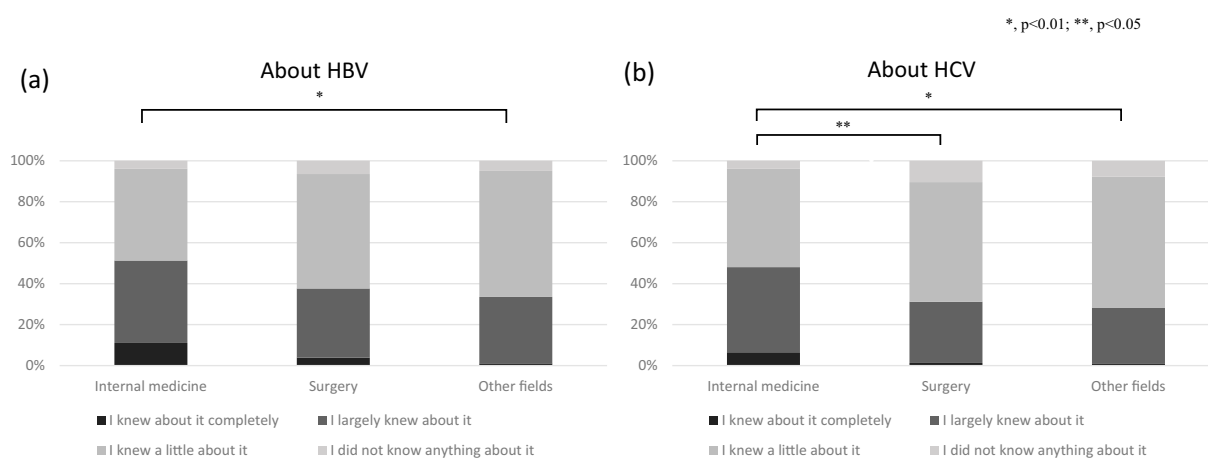 *, p<0.01; **, p<0.05
(a)
About HBV
*
100%
80%
60%
40%
20%
0%
Internal medicine
Surgery
Other fields
■ I knew about it completely
■ I largely knew about it
■ I knew a little about it
■ I did not know anything about it
(b)
About HCV
*
**
100%
80%
60%
40%
20%
0%
Internal medicine
Surgery
Other fields
■ I knew about it completely
■ I largely knew about it
■ I knew a little about it
■ I did not know anything about it